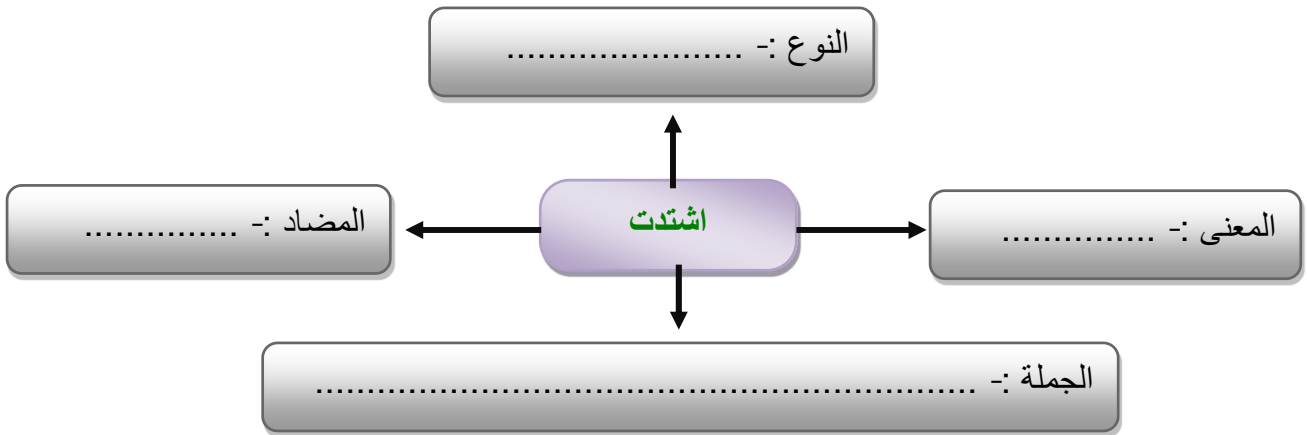 النوع :- .......................
اشتدت
المعنى :- ...............
المضاد :- ...............
الجملة :- ................................................................